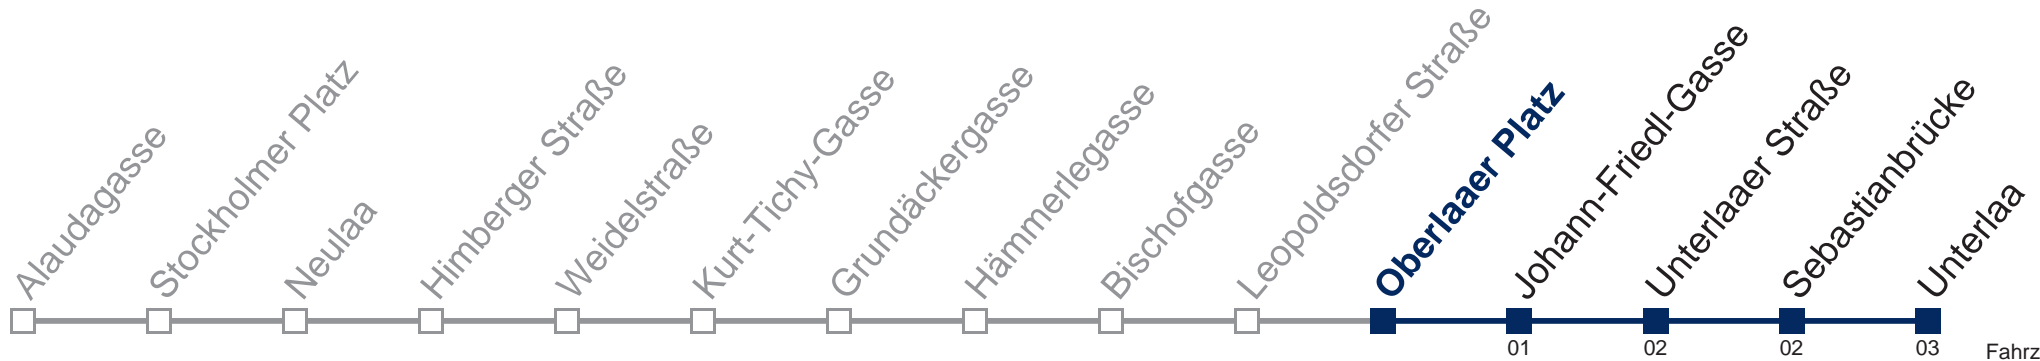 Alaudagasse
Stockholmer Platz
Neulaa
Himberger Straße
Weidelstraße
Kurt-Tichy-Gasse
Grundäckergasse
Hämmerlegasse
Bischofgasse
Leopoldsdorfer Straße
Oberlaaer Platz
Johann-Friedl-Gasse
Unterlaaer Straße
Sebastianbrücke
Unterlaa
01 02 02 03 Fahrz